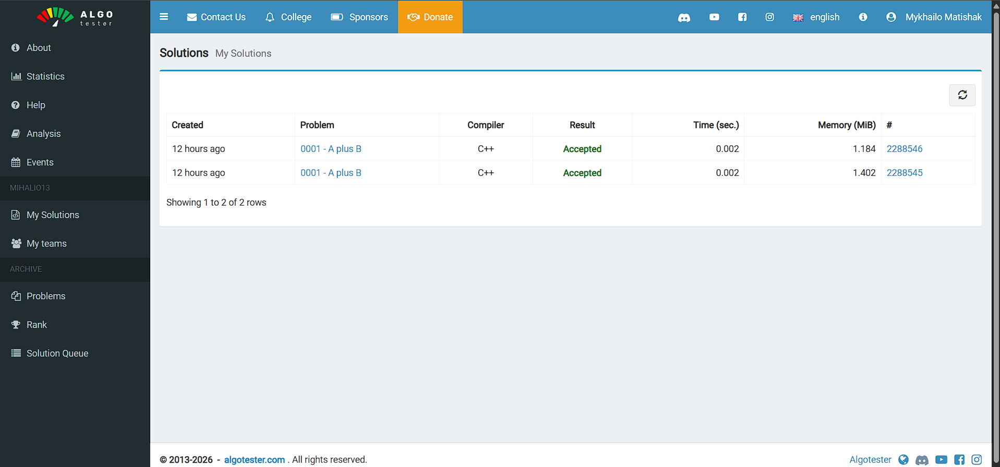 ALGO
tester
Contact Us College Sponsors Donate english Mykhailo Matishak
About
Statistics
Help
Analysis
Events
MIHALIO13
My Solutions
My teams
ARCHIVE
Problems
Rank
Solution Queue
Solutions My Solutions
Created Problem Compiler Result Time (sec.) Memory (MiB) #
12 hours ago 0001 - A plus B C++ Accepted 0.002 1.184 2288546
12 hours ago 0001 - A plus B C++ Accepted 0.002 1.402 2288545
Showing 1 to 2 of 2 rows
© 2013-2026 - algotester.com . All rights reserved. Algotester